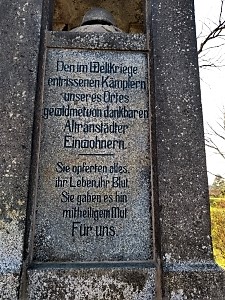 Den im Weltkriege
entrissenen Kämpfern
unseres Ortes
gewidmet von dankbaren
Altranstädter
Einwohnern.
Sie opferten alles,
ihr Leben, ihr Blut.
Sie gaben es hin
mit heiligem Mut
Für uns.